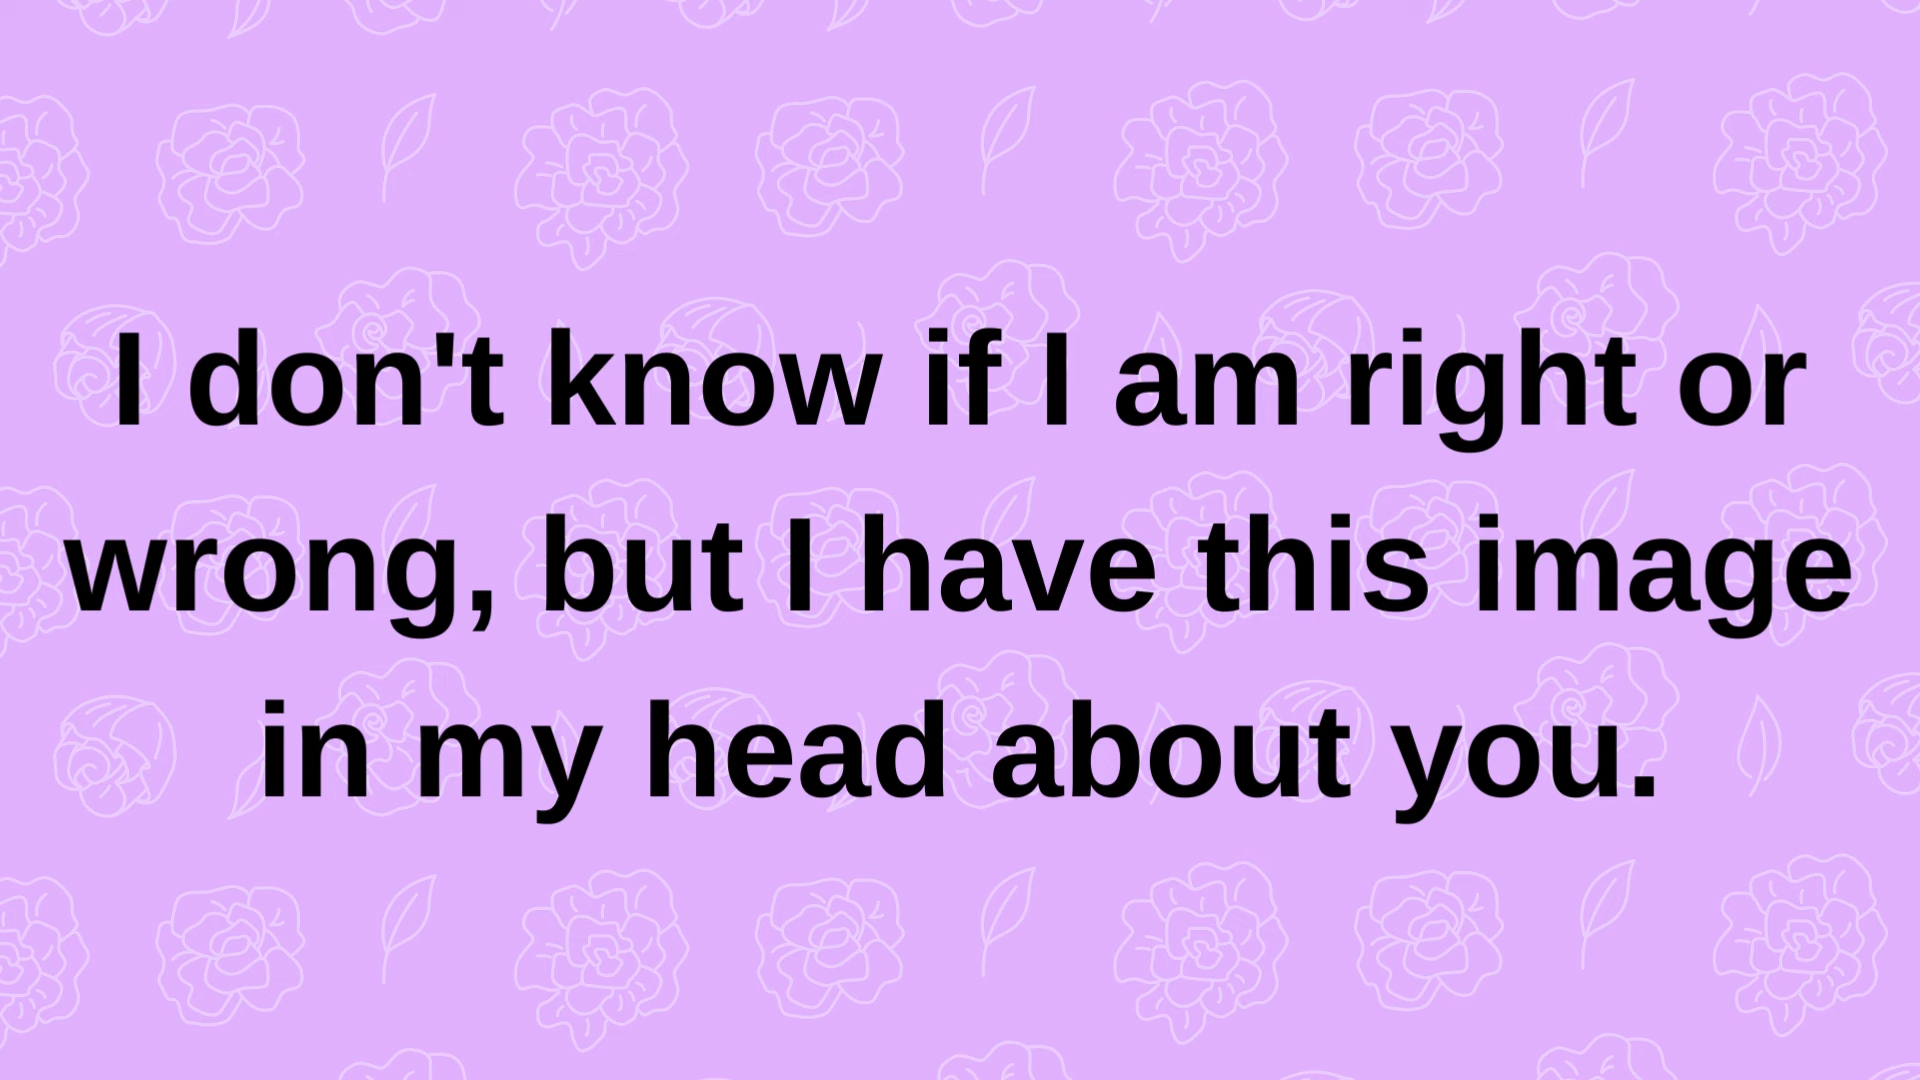 I don't know if I am right or
wrong, but I have this image
in my head about you.